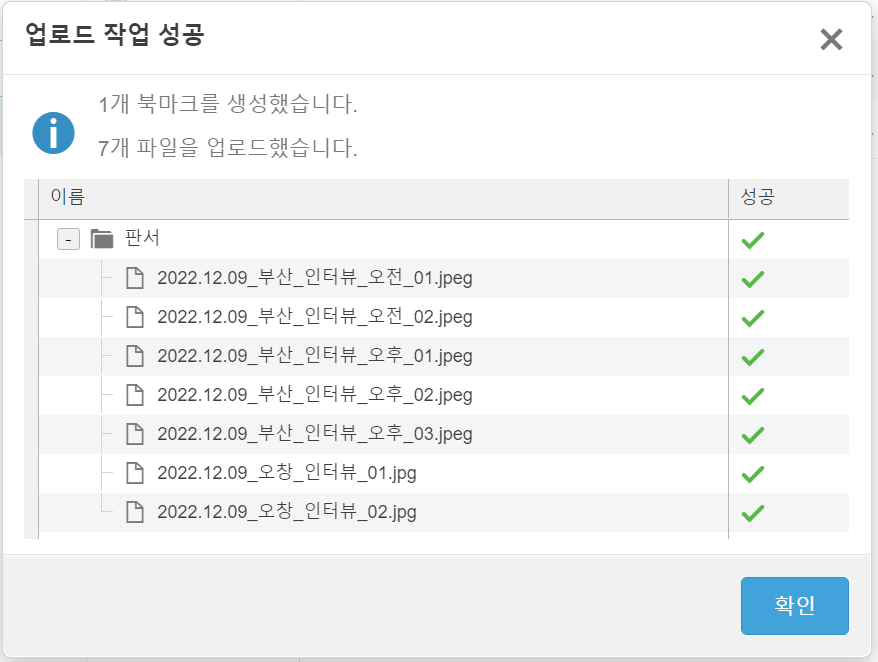 업로드 작업 성공
1개 북마크를 생성했습니다.
7개 파일을 업로드했습니다.
이름 성공
- 판서
2022.12.09_부산_인터뷰_오전_01.jpeg
2022.12.09_부산_인터뷰_오전_02.jpeg
2022.12.09_부산_인터뷰_오후_01.jpeg
2022.12.09_부산_인터뷰_오후_02.jpeg
2022.12.09_부산_인터뷰_오후_03.jpeg
2022.12.09_오창_인터뷰_01.jpg
2022.12.09_오창_인터뷰_02.jpg
확인